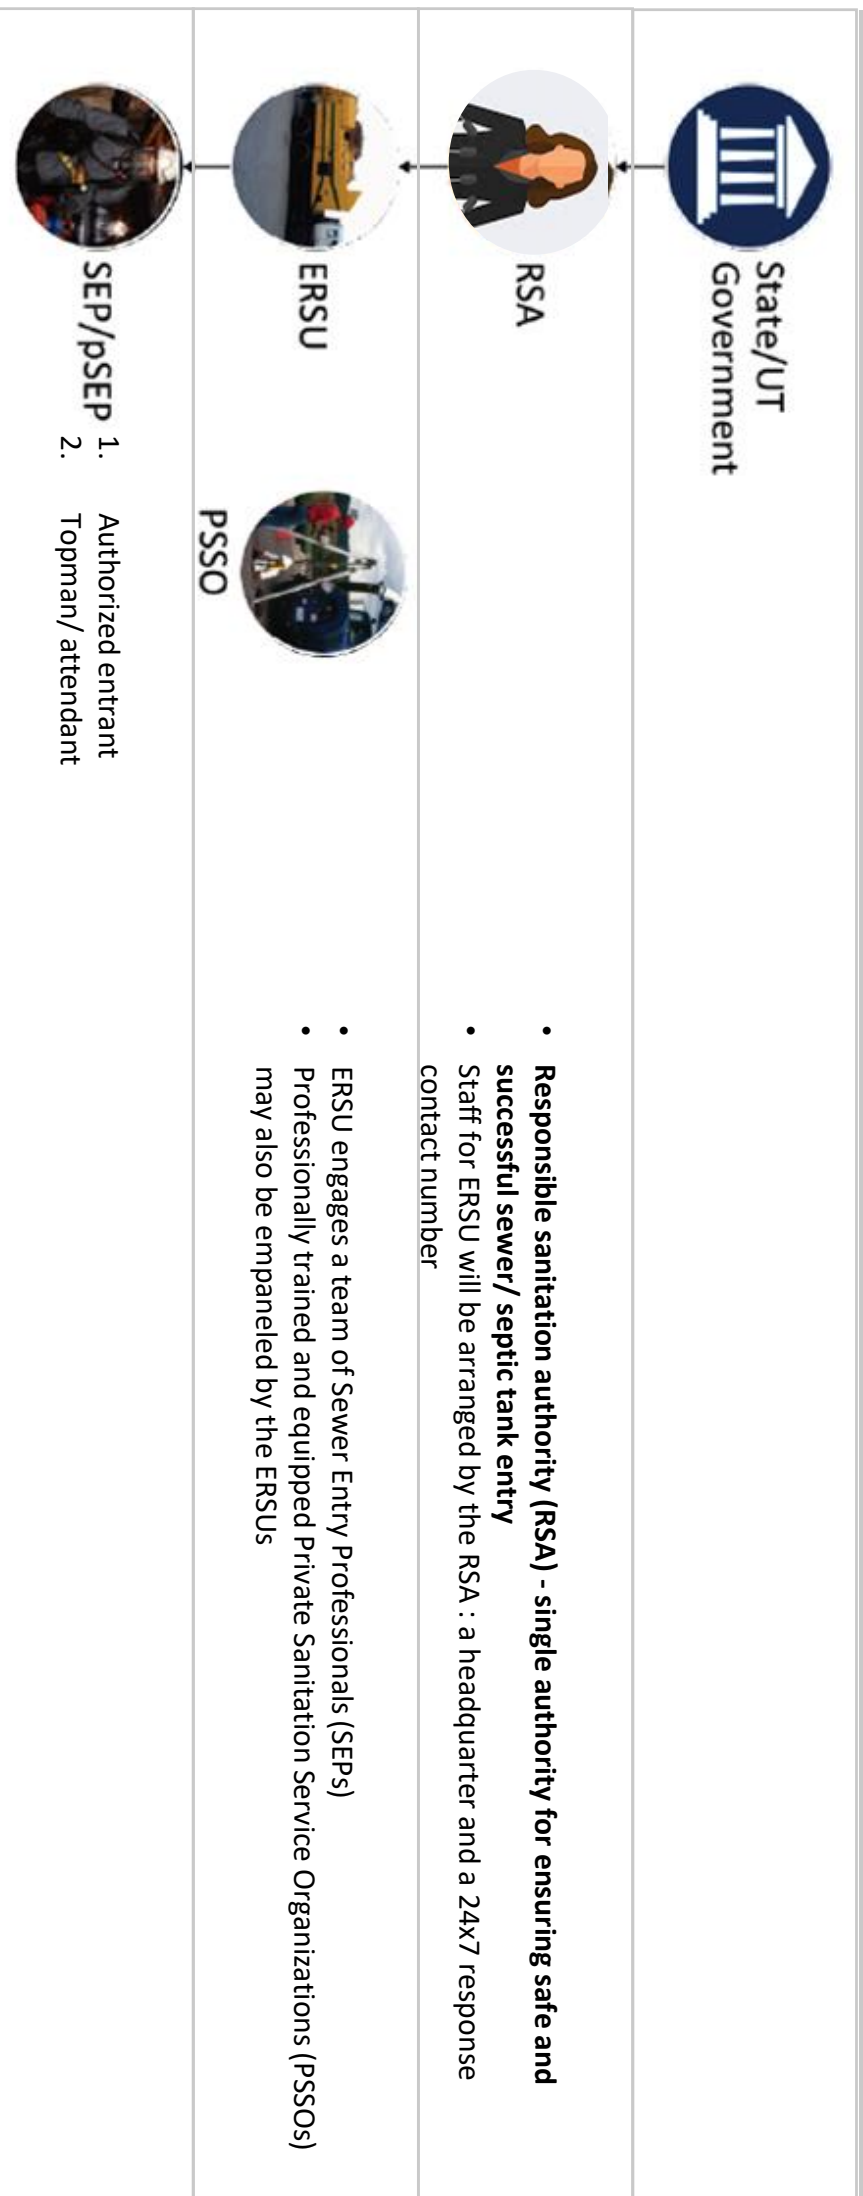 State/UT
Government
RSA
• Responsible sanitation authority (RSA) - single authority for ensuring safe and
successful sewer/ septic tank entry
• Staff for ERSU will be arranged by the RSA : a headquarter and a 24x7 response
contact number
ERSU
PSSO
• ERSU engages a team of Sewer Entry Professionals (SEPs)
• Professionally trained and equipped Private Sanitation Service Organizations (PSSOs)
may also be empaneled by the ERSUs
SEP/pSEP
1. Authorized entrant
2. Topman/ attendant